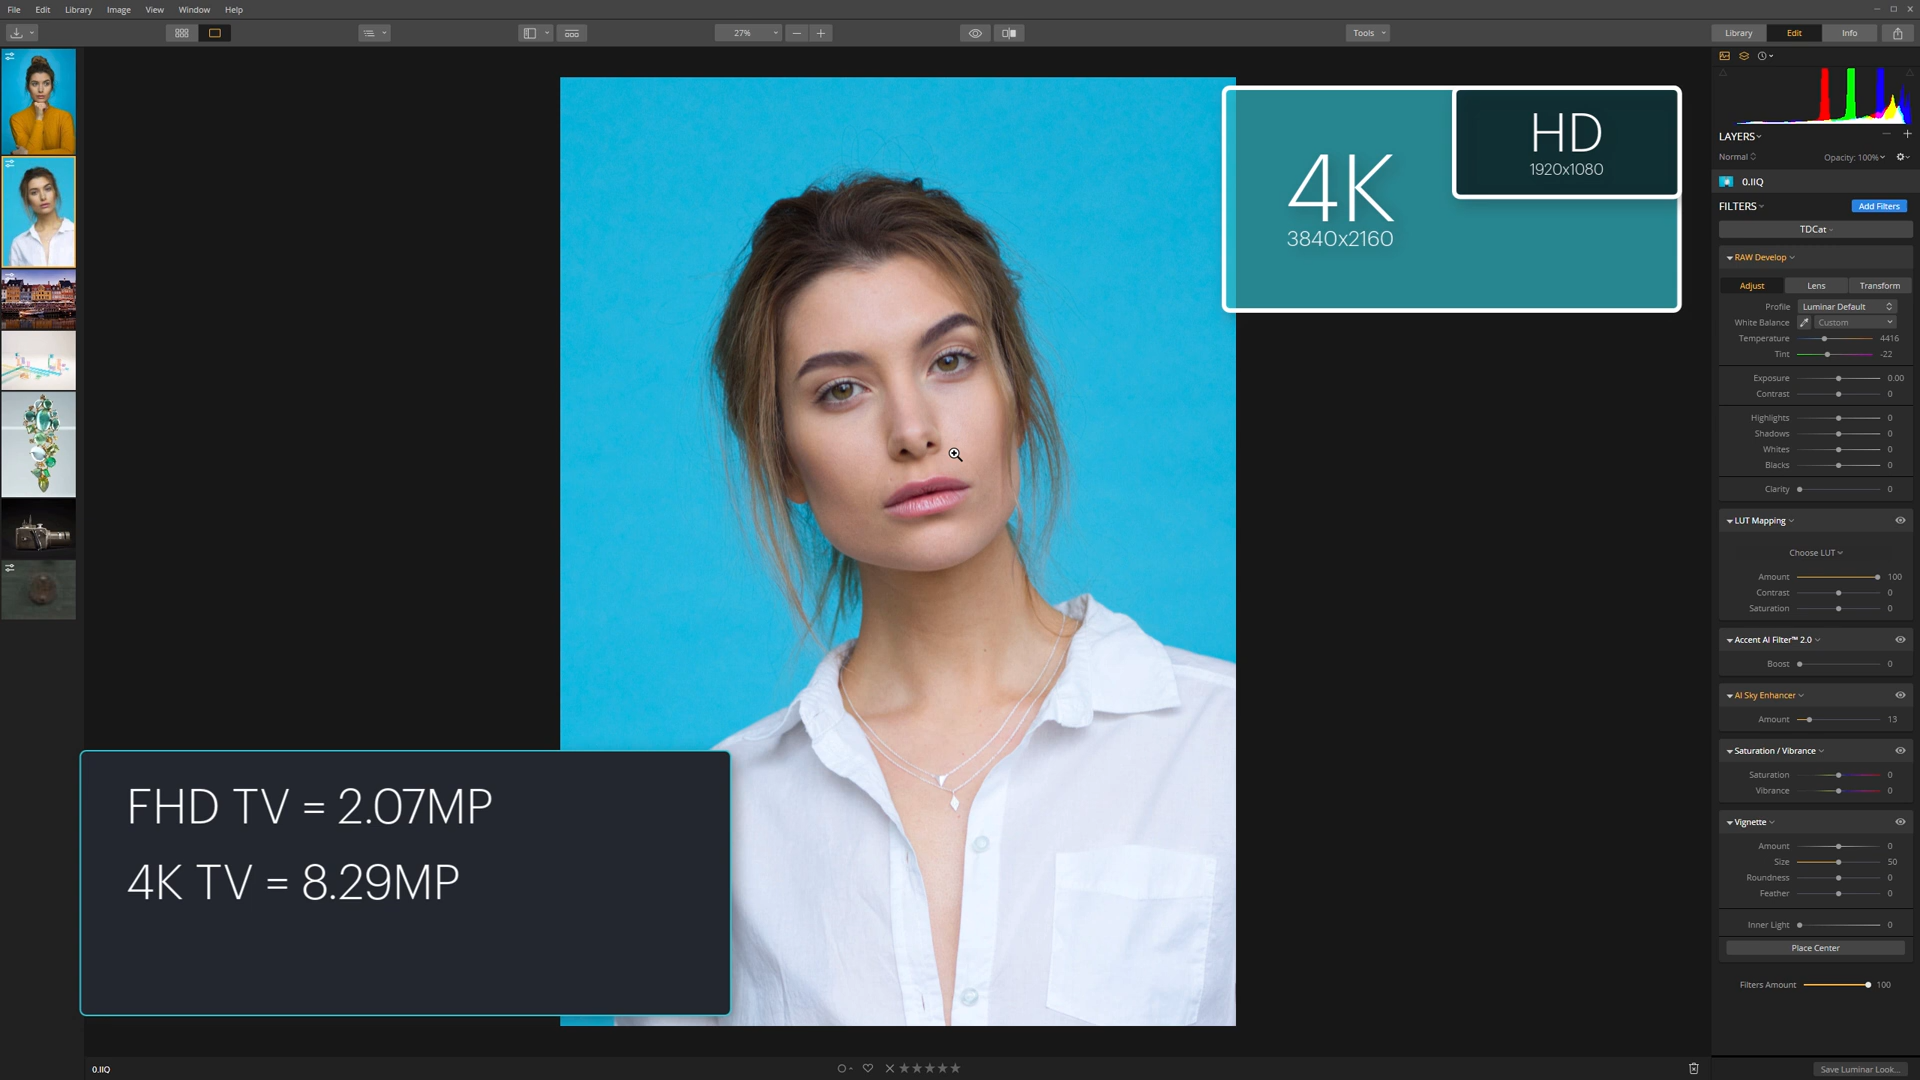 File Edit Library Image View Window Help
27%
Tools
Library Edit Info
4K
3840x2160
HD
1920x1080
LAYERS
Normal Opacity: 100%
0.IIQ
FILTERS Add Filters
TDCat
RAW Develop
Adjust Lens Transform
Profile Luminar Default
White Balance Custom
Temperature 4416
Tint -22
Exposure 0.00
Contrast 0
Highlights 0
Shadows 0
Whites 0
Blacks 0
Clarity 0
LUT Mapping
Choose LUT
Amount 100
Contrast 0
Saturation 0
Accent AI Filter™ 2.0
Boost 0
AI Sky Enhancer
Amount 13
Saturation / Vibrance
Saturation 0
Vibrance 0
Vignette
Amount 0
Size 50
Roundness 0
Feather 0
Inner Light 0
Place Center
Filters Amount 100
FHD TV = 2.07MP
4K TV = 8.29MP
0.IIQ
Save Luminar Look...